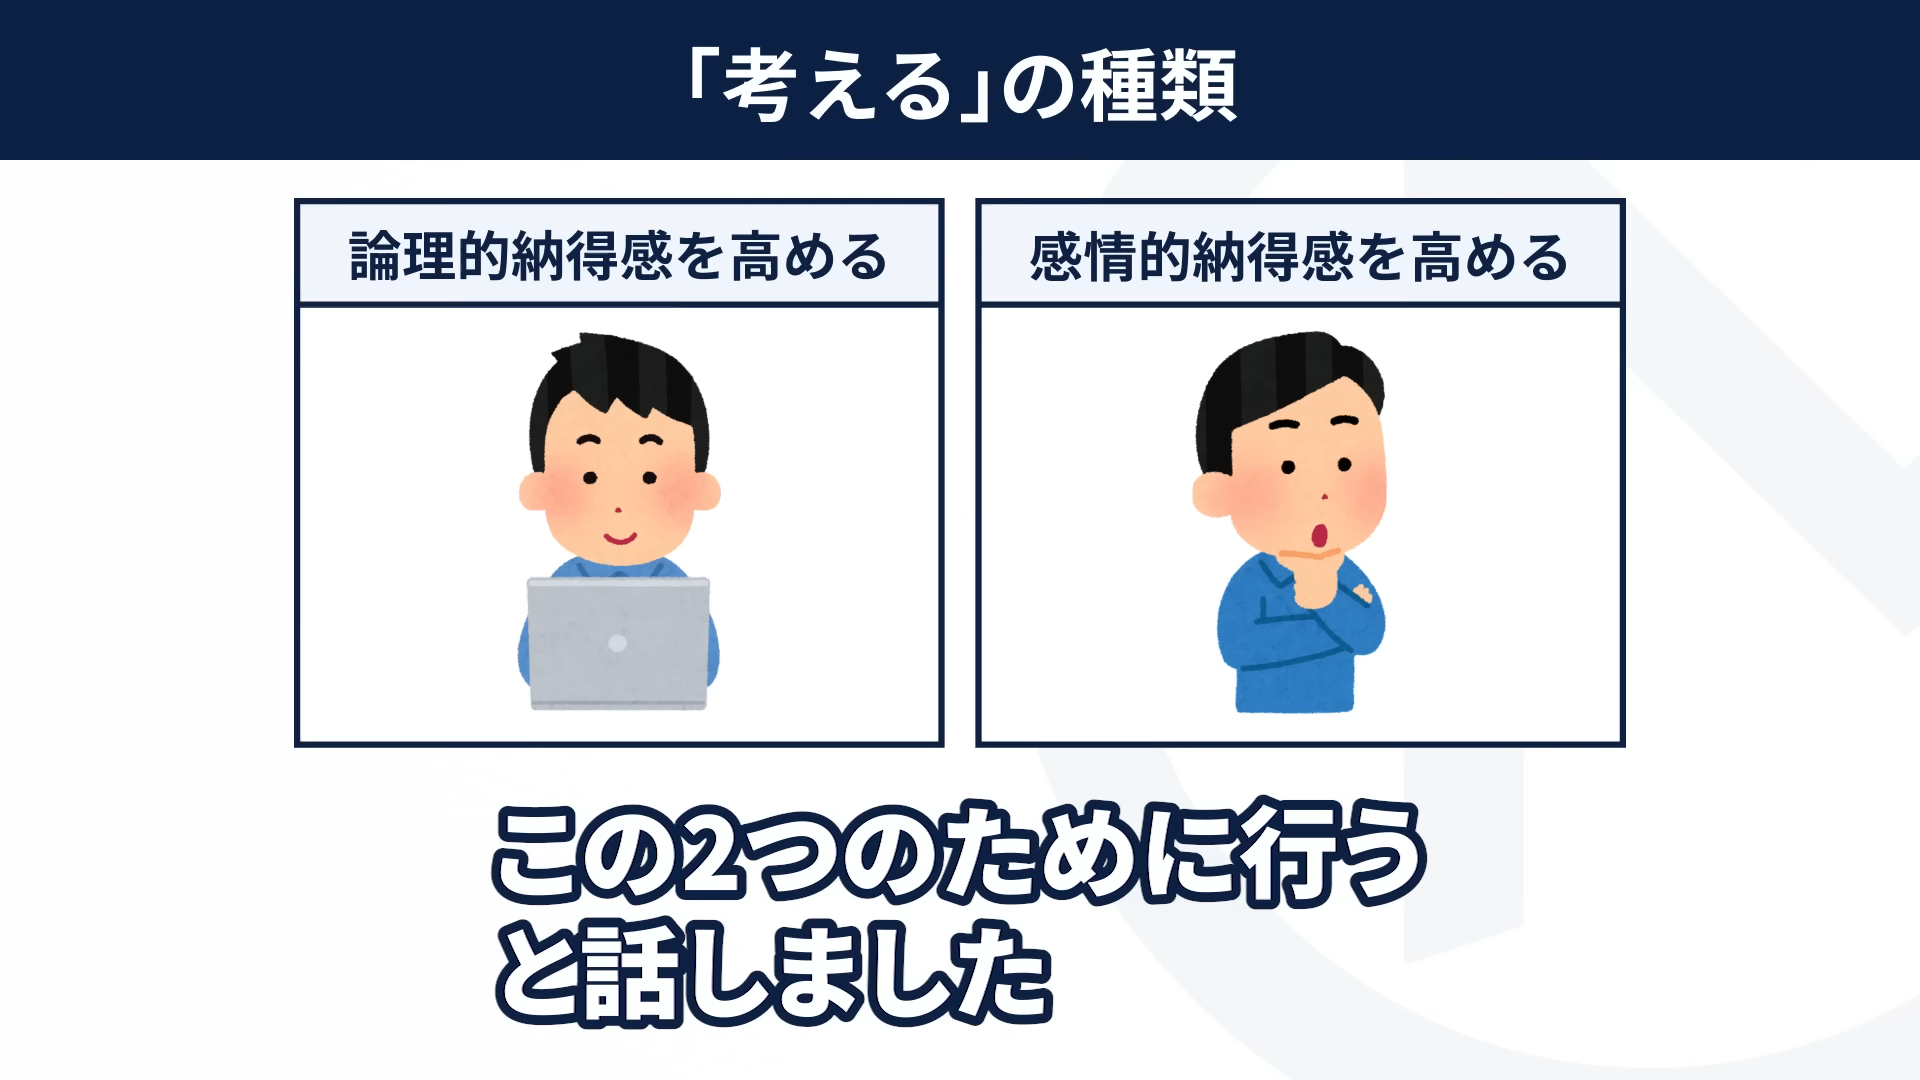 「考える」の種類
論理的納得感を高める
感情的納得感を高める
この2つのために行う
と話しました